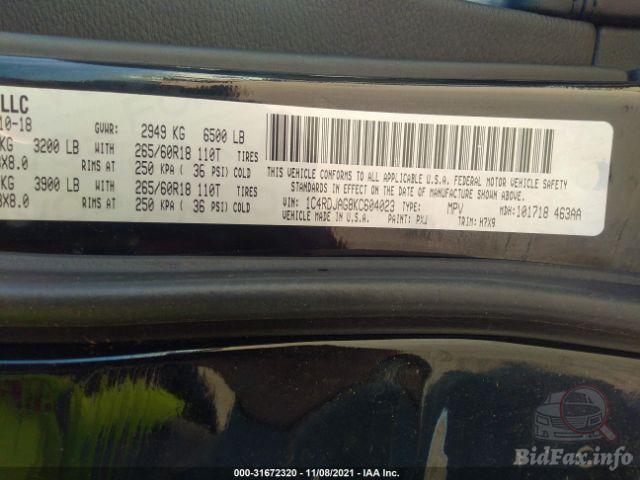 LLC
10-18 GVWR: 2949 KG 6500 LB
KG 3200 LB WITH 265/60R18 110T TIRES
X8.0 RIMS AT 250 KPA ( 36 PSI) COLD
KG 3900 LB WITH 265/60R18 110T TIRES
X8.0 RIMS AT 250 KPA ( 36 PSI) COLD
THIS VEHICLE CONFORMS TO ALL APPLICABLE U.S.A. FEDERAL MOTOR VEHICLE SAFETY
STANDARDS IN EFFECT ON THE DATE OF MANUFACTURE SHOWN ABOVE.
VIN: 1C4RDJAG8KC604023 TYPE: MPV MDH: 101718 463AA
VEHICLE MADE IN U.S.A. PAINT: PXJ TRIM: H7X9
000-31672320 - 11/08/2021 - IAA Inc.
BidFax.info